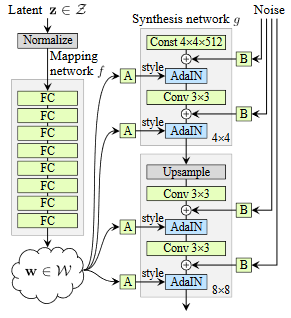 Latent z ∈ Z
Normalize
Mapping
network f
FC
FC
FC
FC
FC
FC
FC
FC
w ∈ W
Synthesis network g
Noise
Const 4×4×512
B
A
style
AdaIN
Conv 3×3
B
A
style
AdaIN
4×4
Upsample
Conv 3×3
B
A
style
AdaIN
Conv 3×3
B
A
style
AdaIN
8×8